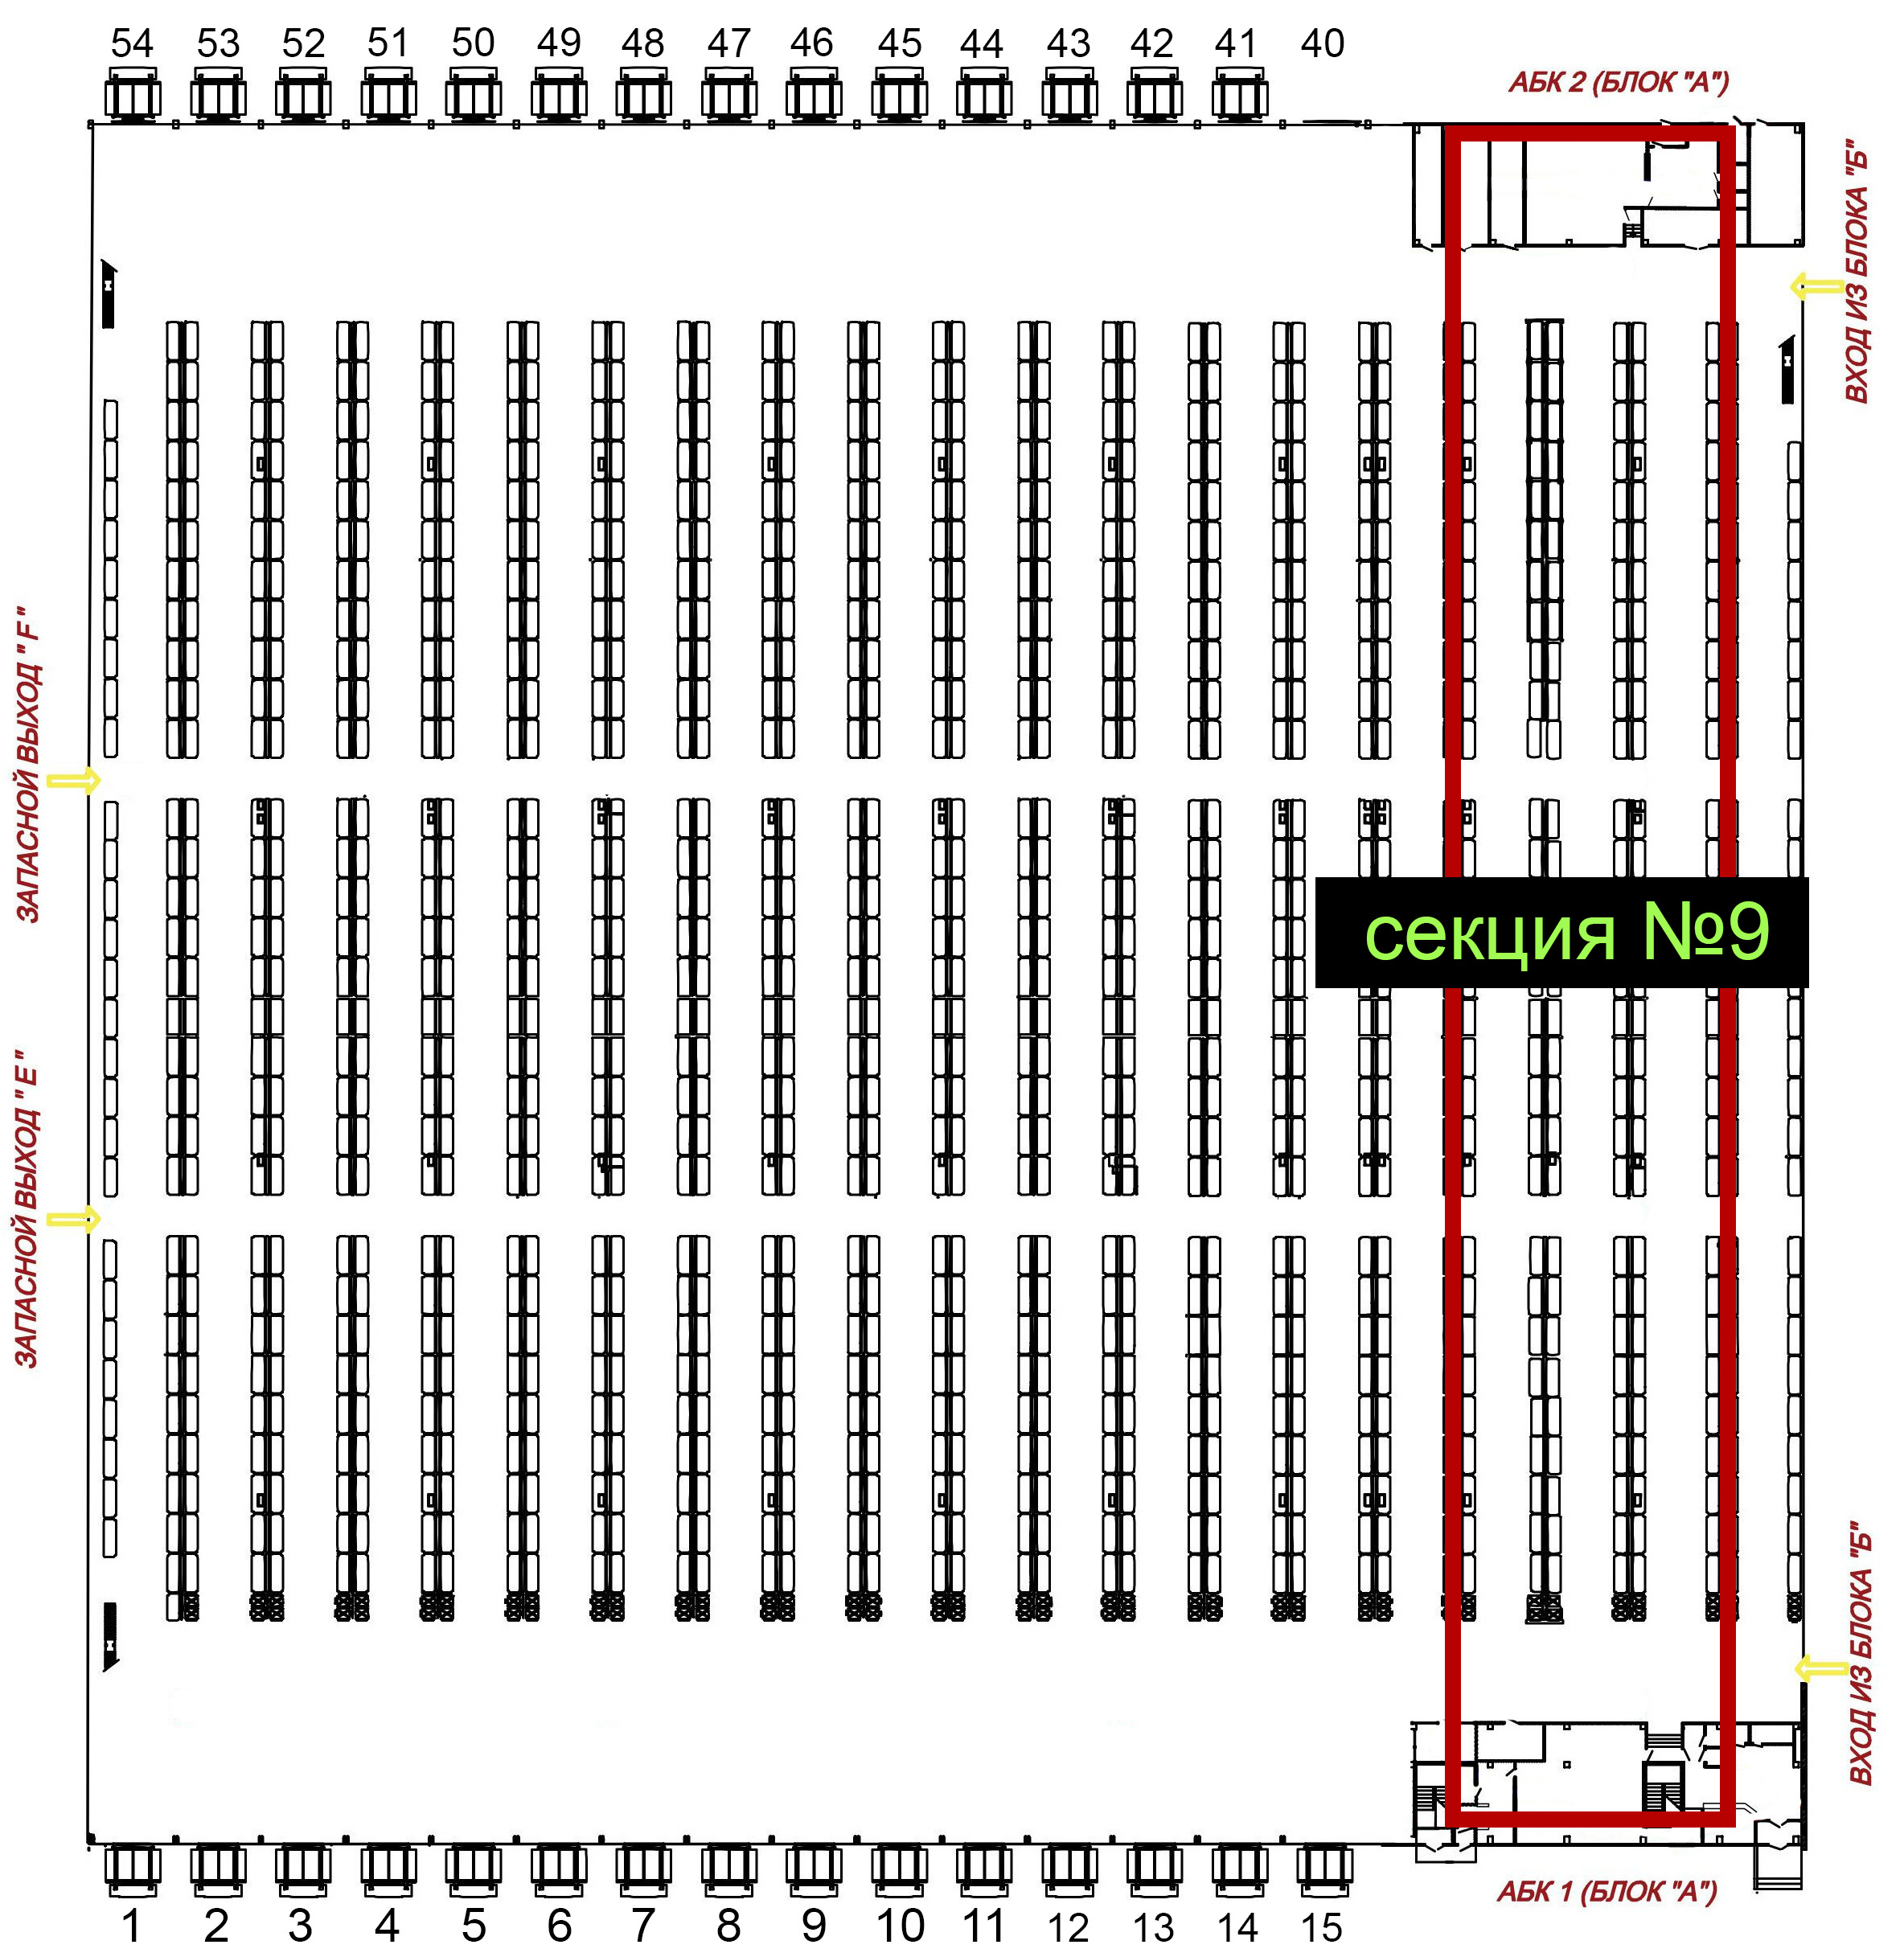 54 53 52 51 50 49 48 47 46 45 44 43 42 41 40
АБК 2 (БЛОК "А")
ВХОД ИЗ БЛОКА "Б"
ЗАПАСНОЙ ВЫХОД " F "
секция №9
ЗАПАСНОЙ ВЫХОД " Е "
ВХОД ИЗ БЛОКА "Б"
АБК 1 (БЛОК "А")
1 2 3 4 5 6 7 8 9 10 11 12 13 14 15